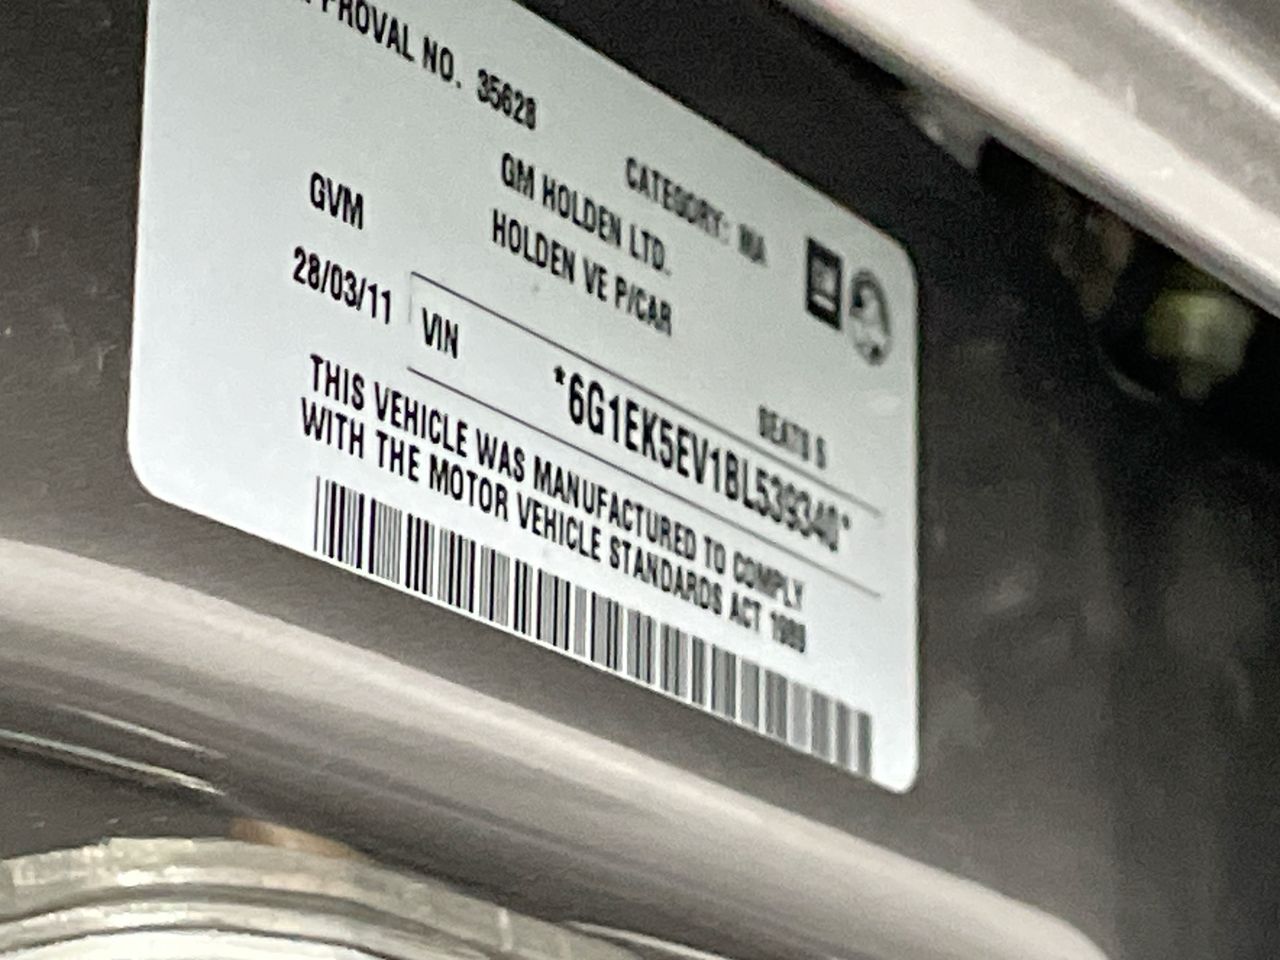 APPROVAL NO. 35628
CATEGORY: MA
GM HOLDEN LTD.
HOLDEN VE P/CAR
GVM
SEATS 5
28/03/11
VIN
*6G1EK5EV1BL539340*
THIS VEHICLE WAS MANUFACTURED TO COMPLY
WITH THE MOTOR VEHICLE STANDARDS ACT 1989